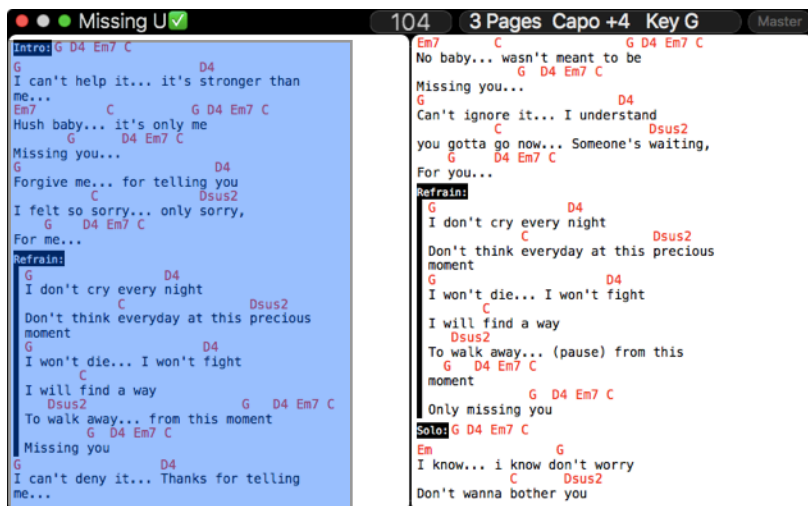 Missing U✅ 104 3 Pages Capo +4 Key G Master
Intro: G D4 Em7 C
G D4
I can't help it... it's stronger than
me...
Em7 C G D4 Em7 C
Hush baby... it's only me
G D4 Em7 C
Missing you...
G D4
Forgive me... for telling you
C Dsus2
I felt so sorry... only sorry,
G D4 Em7 C
For me...
Refrain:
G D4
I don't cry every night
C Dsus2
Don't think everyday at this precious
moment
G D4
I won't die... I won't fight
C
I will find a way
Dsus2 G D4 Em7 C
To walk away... from this moment
G D4 Em7 C
Missing you
G D4
I can't deny it... Thanks for telling
me...
Em7 C G D4 Em7 C
No baby... wasn't meant to be
G D4 Em7 C
Missing you...
G D4
Can't ignore it... I understand
C Dsus2
you gotta go now... Someone's waiting,
G D4 Em7 C
For you...
Refrain:
G D4
I don't cry every night
C Dsus2
Don't think everyday at this precious
moment
G D4
I won't die... I won't fight
C
I will find a way
Dsus2
To walk away... (pause) from this
G D4 Em7 C
moment
G D4 Em7 C
Only missing you
Solo: G D4 Em7 C
Em G
I know... i know don't worry
C Dsus2
Don't wanna bother you